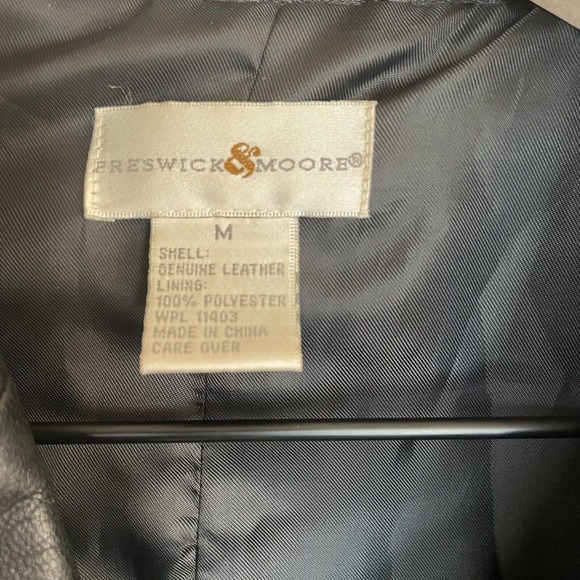 PRESWICK & MOORE®
M
SHELL:
GENUINE LEATHER
LINING:
100% POLYESTER
WPL 11403
MADE IN CHINA
CARE OVER